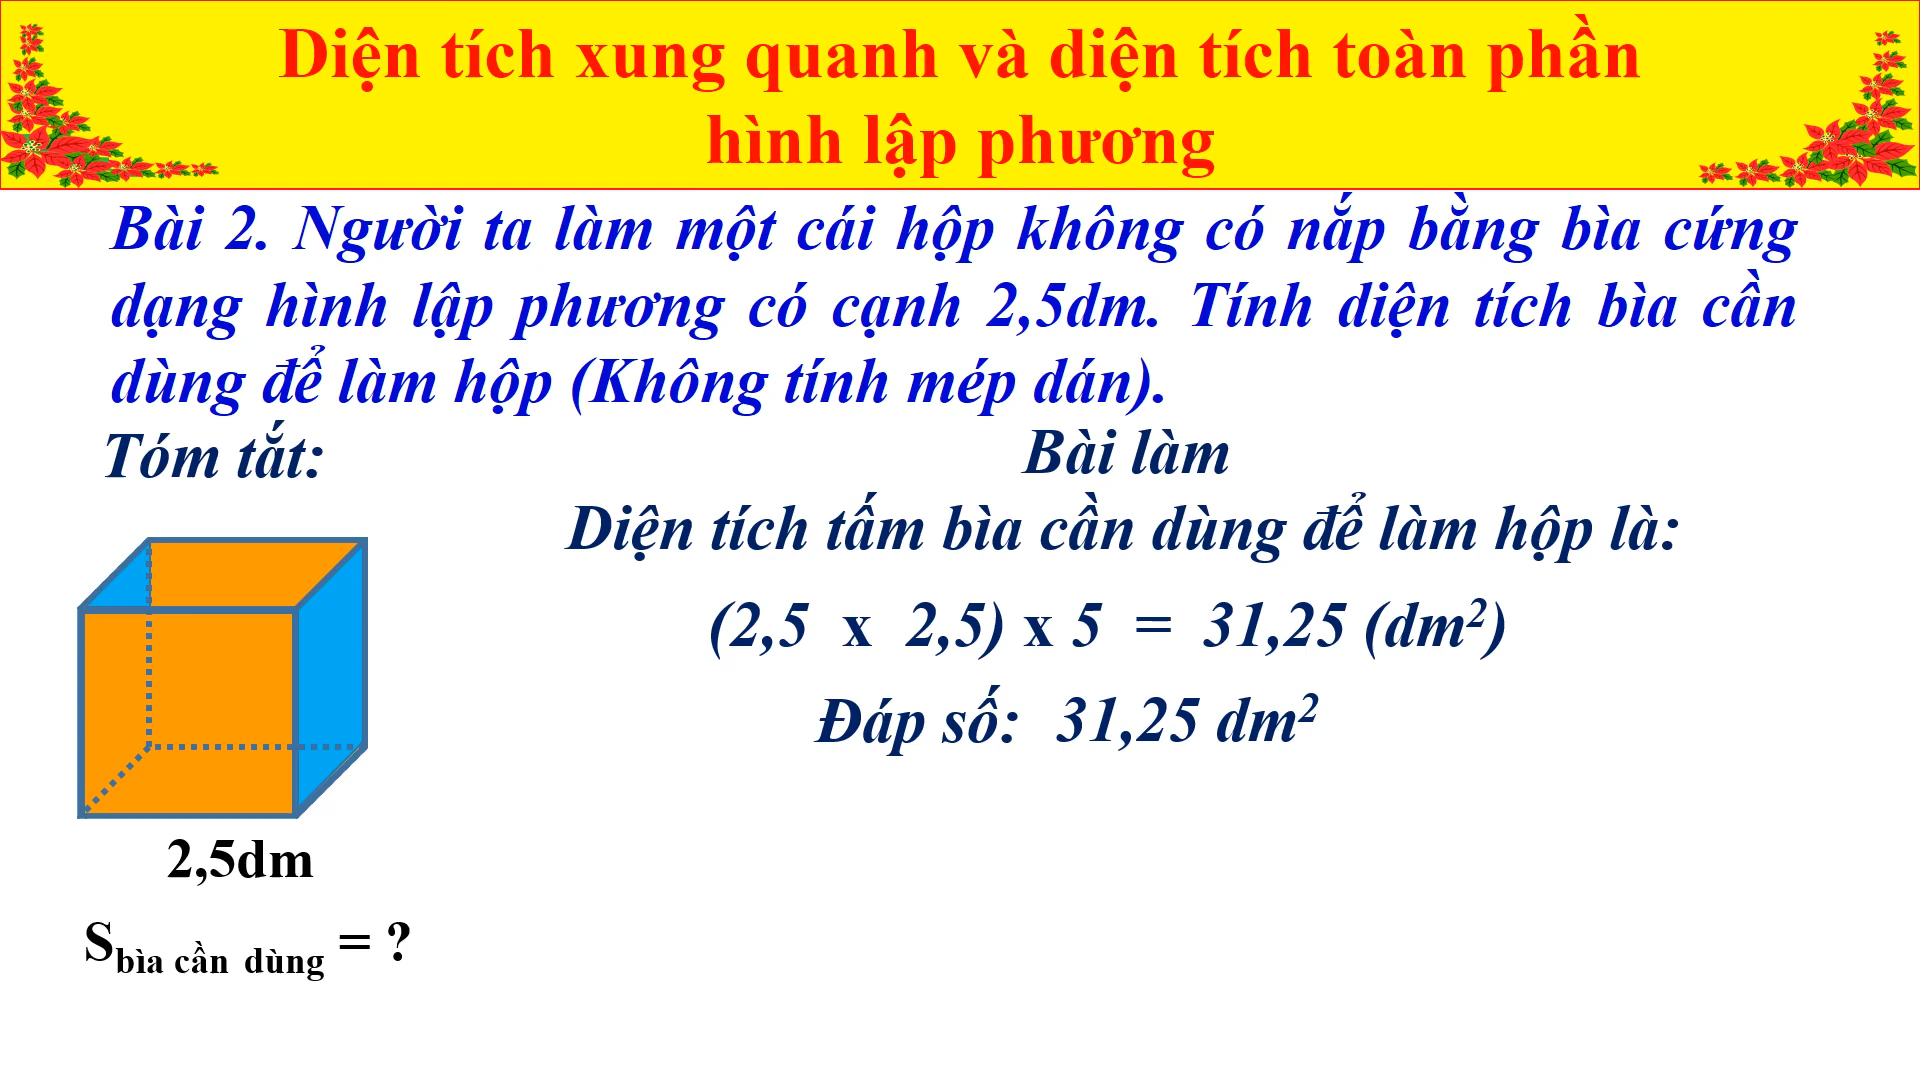 Diện tích xung quanh và diện tích toàn phần
hình lập phương
Bài 2. Người ta làm một cái hộp không có nắp bằng bìa cứng
dạng hình lập phương có cạnh 2,5dm. Tính diện tích bìa cần
dùng để làm hộp (Không tính mép dán).
Tóm tắt:
Bài làm
Diện tích tấm bìa cần dùng để làm hộp là:
(2,5 x 2,5) x 5 = 31,25 (dm²)
Đáp số: 31,25 dm²
2,5dm
S bìa cần dùng = ?